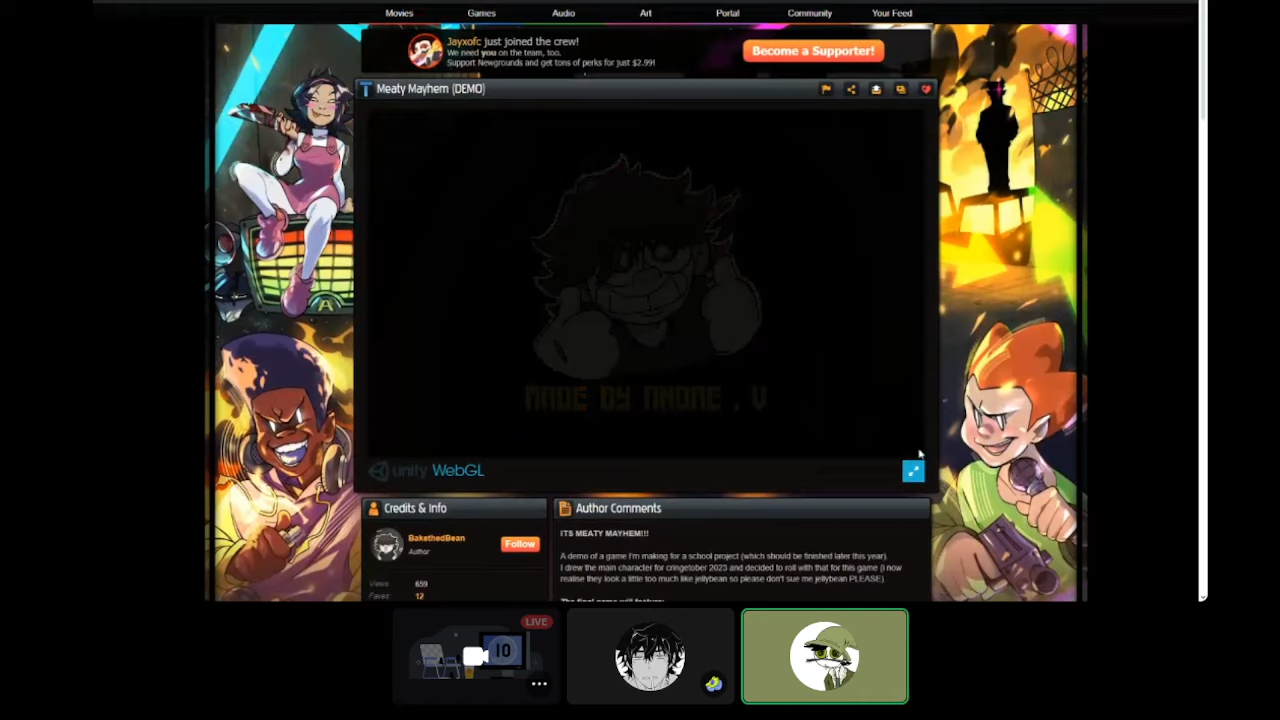 Movies Games Audio Art Portal Community Your Feed
Jayxofc just joined the crew!
We need you on the team, too.
Support Newgrounds and get tons of perks for just $2.99!
Become a Supporter!
Meaty Mayhem (DEMO)
unity WebGL
Credits & Info
BakethedBean
Author
Follow
Views 659
Faves: 12
Author Comments
ITS MEATY MAYHEM!!!
A demo of a game I'm making for a school project (which should be finished later this year).
I drew the main character for cringetober 2023 and decided to roll with that for this game (I now
realise they look a little too much like jellybean so please don't sue me jellybean PLEASE)
The final game will feature:
LIVE
10